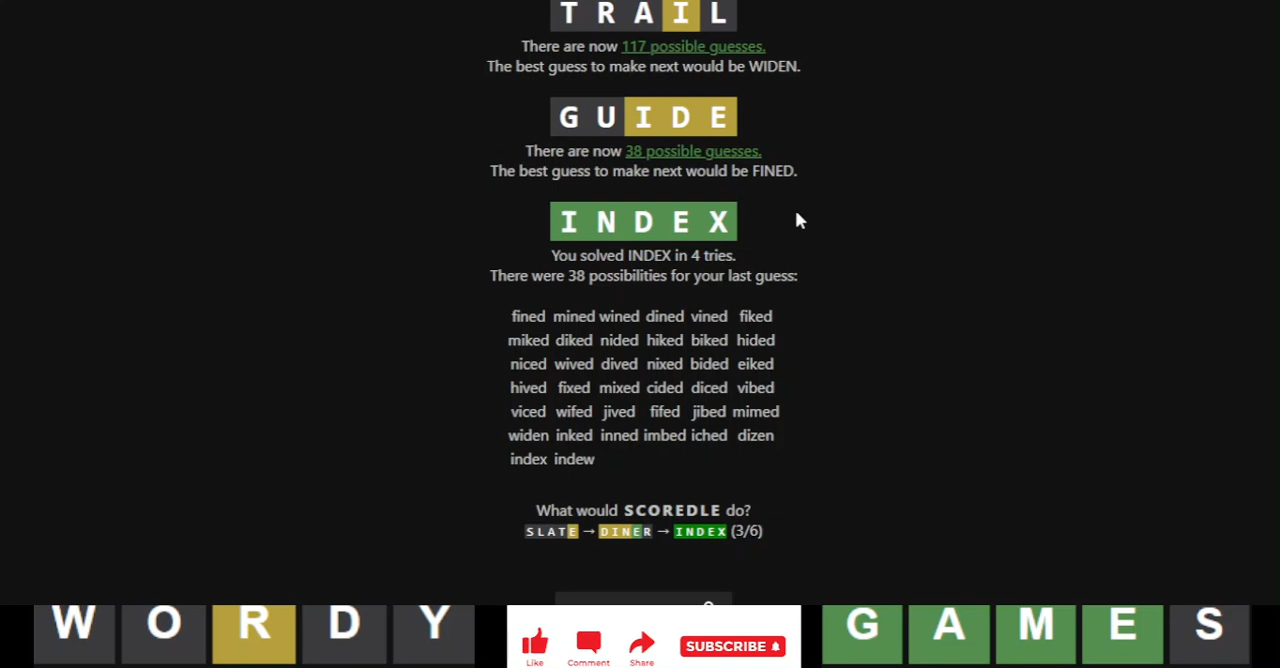 TRAIL
There are now 117 possible guesses.
The best guess to make next would be WIDEN.
GUIDE
There are now 38 possible guesses.
The best guess to make next would be FINED.
INDEX
You solved INDEX in 4 tries.
There were 38 possibilities for your last guess:
fined mined wined dined vined fiked
miked diked nided hiked biked hided
niced wived dived nixed bided eiked
hived fixed mixed cided diced vibed
viced wifed jived fifed jibed mimed
widen inked inned imbed iched dizen
index indew
What would SCOREDLE do?
SLATE → DINER → INDEX (3/6)
WORDY GAMES
Like Comment Share SUBSCRIBE